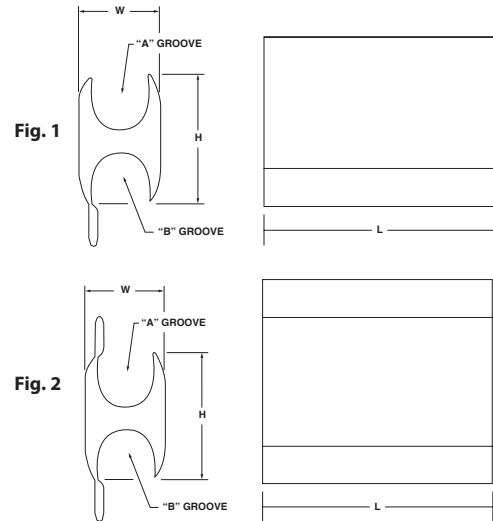 W
“A” GROOVE
Fig. 1
H
“B” GROOVE
L
W
“A” GROOVE
Fig. 2
H
“B” GROOVE
L